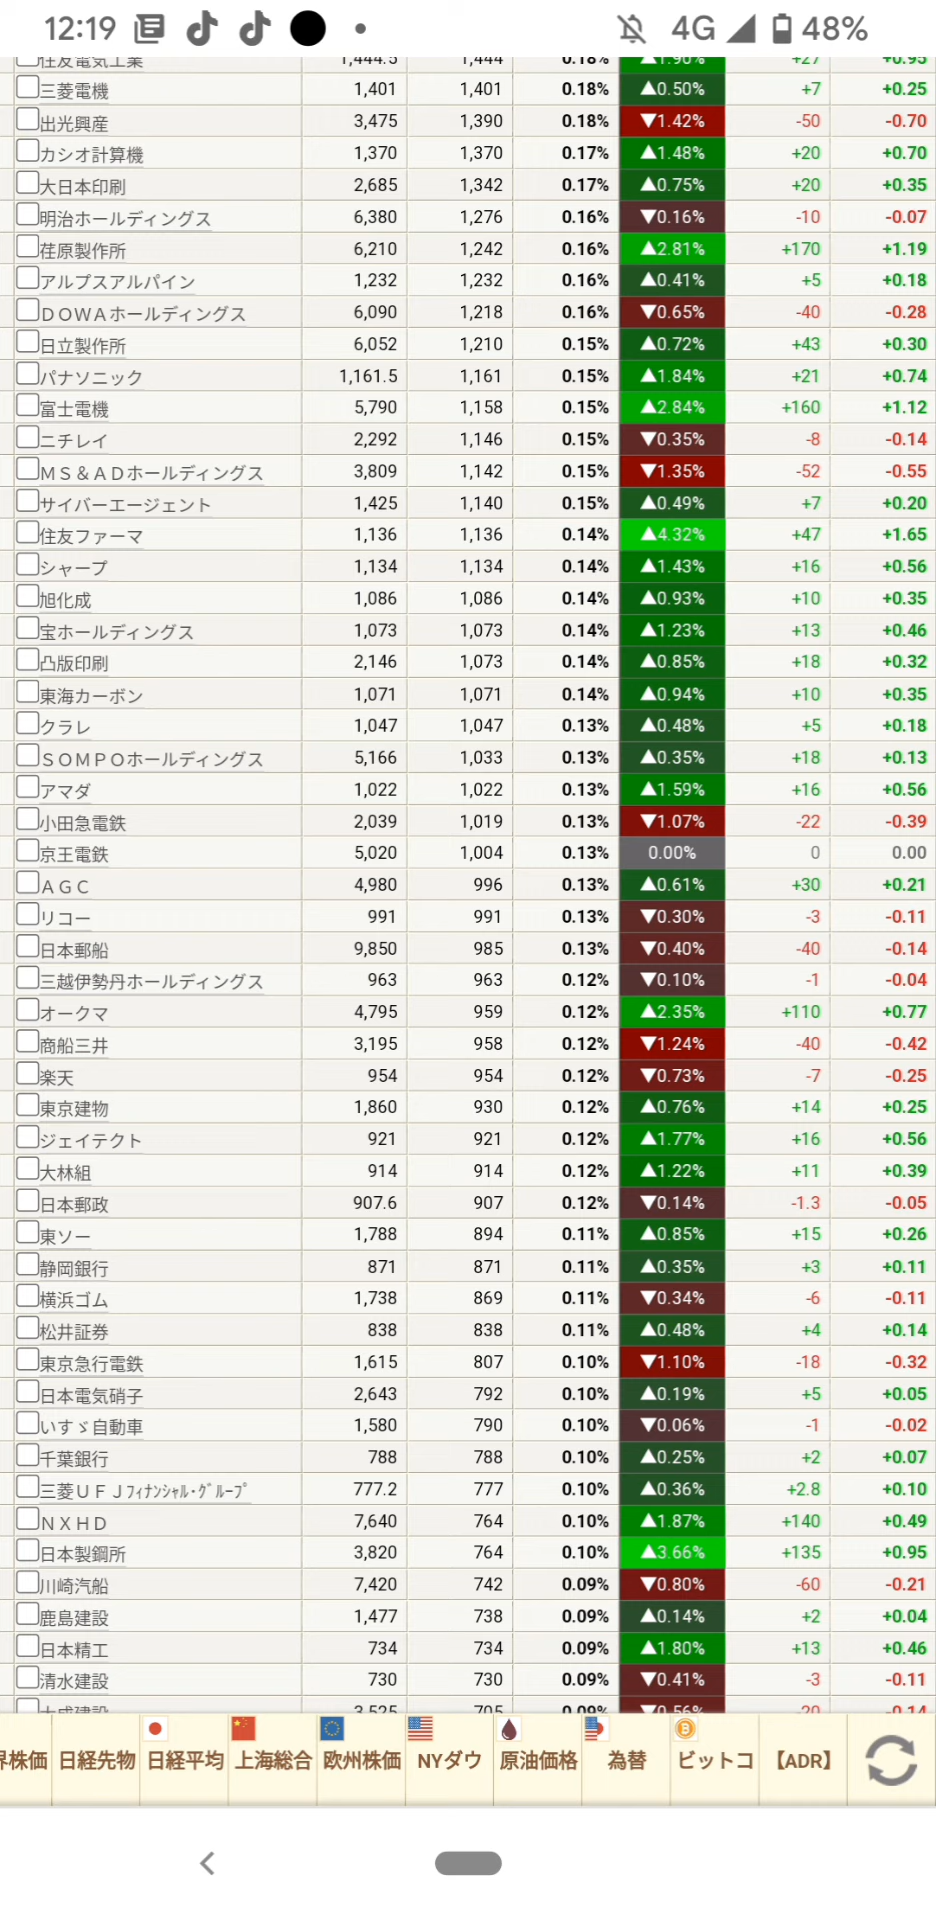 12:19 4G 48%
住友電気工業 1,444.5 1,444 0.18% ▲1.90% +27 +0.95
三菱電機 1,401 1,401 0.18% ▲0.50% +7 +0.25
出光興産 3,475 1,390 0.18% ▼1.42% -50 -0.70
カシオ計算機 1,370 1,370 0.17% ▲1.48% +20 +0.70
大日本印刷 2,685 1,342 0.17% ▲0.75% +20 +0.35
明治ホールディングス 6,380 1,276 0.16% ▼0.16% -10 -0.07
荏原製作所 6,210 1,242 0.16% ▲2.81% +170 +1.19
アルプスアルパイン 1,232 1,232 0.16% ▲0.41% +5 +0.18
ＤＯＷＡホールディングス 6,090 1,218 0.16% ▼0.65% -40 -0.28
日立製作所 6,052 1,210 0.15% ▲0.72% +43 +0.30
パナソニック 1,161.5 1,161 0.15% ▲1.84% +21 +0.74
富士電機 5,790 1,158 0.15% ▲2.84% +160 +1.12
ニチレイ 2,292 1,146 0.15% ▼0.35% -8 -0.14
ＭＳ＆ＡＤホールディングス 3,809 1,142 0.15% ▼1.35% -52 -0.55
サイバーエージェント 1,425 1,140 0.15% ▲0.49% +7 +0.20
住友ファーマ 1,136 1,136 0.14% ▲4.32% +47 +1.65
シャープ 1,134 1,134 0.14% ▲1.43% +16 +0.56
旭化成 1,086 1,086 0.14% ▲0.93% +10 +0.35
宝ホールディングス 1,073 1,073 0.14% ▲1.23% +13 +0.46
凸版印刷 2,146 1,073 0.14% ▲0.85% +18 +0.32
東海カーボン 1,071 1,071 0.14% ▲0.94% +10 +0.35
クラレ 1,047 1,047 0.13% ▲0.48% +5 +0.18
ＳＯＭＰＯホールディングス 5,166 1,033 0.13% ▲0.35% +18 +0.13
アマダ 1,022 1,022 0.13% ▲1.59% +16 +0.56
小田急電鉄 2,039 1,019 0.13% ▼1.07% -22 -0.39
京王電鉄 5,020 1,004 0.13% 0.00% 0 0.00
ＡＧＣ 4,980 996 0.13% ▲0.61% +30 +0.21
リコー 991 991 0.13% ▼0.30% -3 -0.11
日本郵船 9,850 985 0.13% ▼0.40% -40 -0.14
三越伊勢丹ホールディングス 963 963 0.12% ▼0.10% -1 -0.04
オークマ 4,795 959 0.12% ▲2.35% +110 +0.77
商船三井 3,195 958 0.12% ▼1.24% -40 -0.42
楽天 954 954 0.12% ▼0.73% -7 -0.25
東京建物 1,860 930 0.12% ▲0.76% +14 +0.25
ジェイテクト 921 921 0.12% ▲1.77% +16 +0.56
大林組 914 914 0.12% ▲1.22% +11 +0.39
日本郵政 907.6 907 0.12% ▼0.14% -1.3 -0.05
東ソー 1,788 894 0.11% ▲0.85% +15 +0.26
静岡銀行 871 871 0.11% ▲0.35% +3 +0.11
横浜ゴム 1,738 869 0.11% ▼0.34% -6 -0.11
松井証券 838 838 0.11% ▲0.48% +4 +0.14
東京急行電鉄 1,615 807 0.10% ▼1.10% -18 -0.32
日本電気硝子 2,643 792 0.10% ▲0.19% +5 +0.05
いすゞ自動車 1,580 790 0.10% ▼0.06% -1 -0.02
千葉銀行 788 788 0.10% ▲0.25% +2 +0.07
三菱ＵＦＪﾌｨﾅﾝｼｬﾙ･ｸﾞﾙｰﾌﾟ 777.2 777 0.10% ▲0.36% +2.8 +0.10
ＮＸＨＤ 7,640 764 0.10% ▲1.87% +140 +0.49
日本製鋼所 3,820 764 0.10% ▲3.66% +135 +0.95
川崎汽船 7,420 742 0.09% ▼0.80% -60 -0.21
鹿島建設 1,477 738 0.09% ▲0.14% +2 +0.04
日本精工 734 734 0.09% ▲1.80% +13 +0.46
清水建設 730 730 0.09% ▼0.41% -3 -0.11
大成建設 3,525 705 0.09% ▼0.56% -20 -0.14
界株価 日経先物 日経平均 上海総合 欧州株価 NYダウ 原油価格 為替 ビットコ 【ADR】